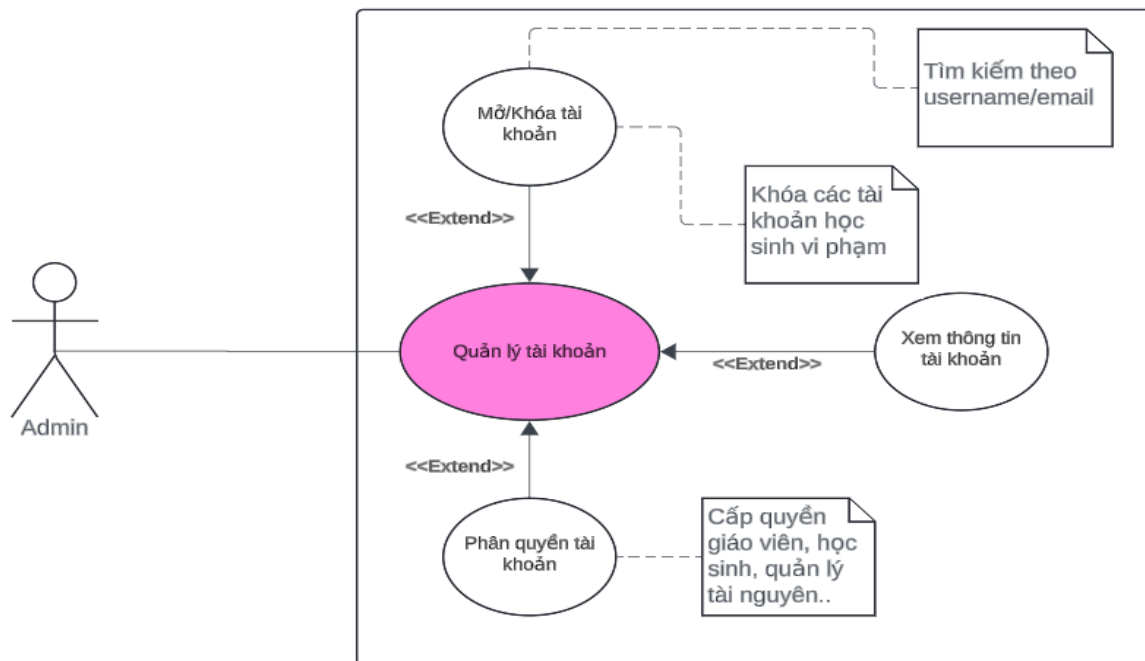 Tìm kiếm theo
username/email
Mở/Khóa tài
khoản
Khóa các tài
khoản học
sinh vi phạm
<<Extend>>
Quản lý tài khoản
Xem thông tin
tài khoản
<<Extend>>
Admin
<<Extend>>
Phân quyền tài
khoản
Cấp quyền
giáo viên, học
sinh, quản lý
tài nguyên..